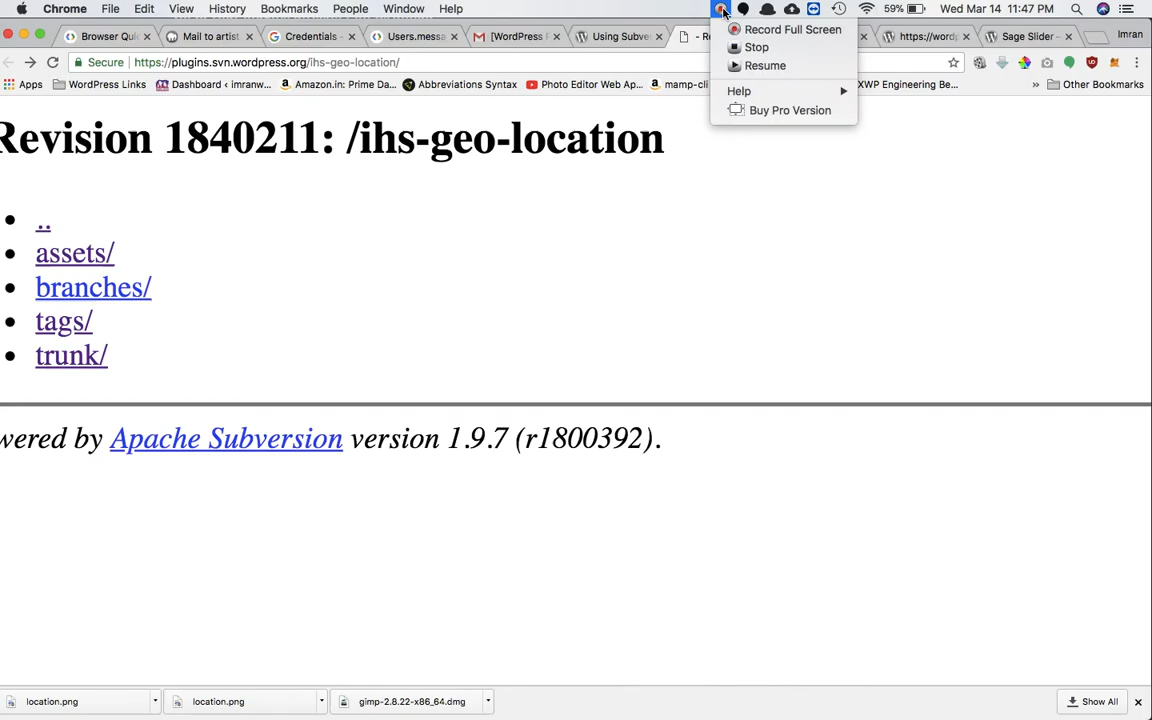 Chrome File Edit View History Bookmarks People Window Help 59% Wed Mar 14 11:47 PM
Browser Qui Mail to artist Credentials - Users.messa [WordPress F Using Subve - Re https://wordp Sage Slider - Imran
Secure https://plugins.svn.wordpress.org/ihs-geo-location/
Apps WordPress Links Dashboard ‹ imranw... Amazon.in: Prime Da... Abbreviations Syntax Photo Editor Web Ap... mamp-cli XWP Engineering Be... » Other Bookmarks
Record Full Screen
Stop
Resume
Help
Buy Pro Version
Revision 1840211: /ihs-geo-location
..
assets/
branches/
tags/
trunk/
wered by Apache Subversion version 1.9.7 (r1800392).
location.png location.png gimp-2.8.22-x86_64.dmg Show All